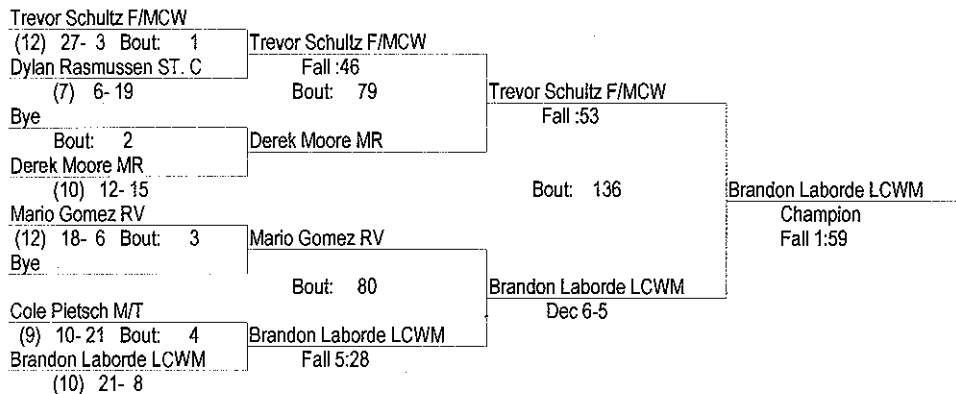 Trevor Schultz F/MCW
(12) 27- 3 Bout: 1
Dylan Rasmussen ST. C
(7) 6- 19
Bye
Bout: 2
Derek Moore MR
(10) 12- 15
Mario Gomez RV
(12) 18- 6 Bout: 3
Bye
Cole Pietsch M/T
(9) 10- 21 Bout: 4
Brandon Laborde LCWM
(10) 21- 8
Trevor Schultz F/MCW
Fall :46
Bout: 79
Derek Moore MR
Mario Gomez RV
Bout: 80
Brandon Laborde LCWM
Fall 5:28
Trevor Schultz F/MCW
Fall :53
Bout: 136
Brandon Laborde LCWM
Dec 6-5
Brandon Laborde LCWM
Champion
Fall 1:59